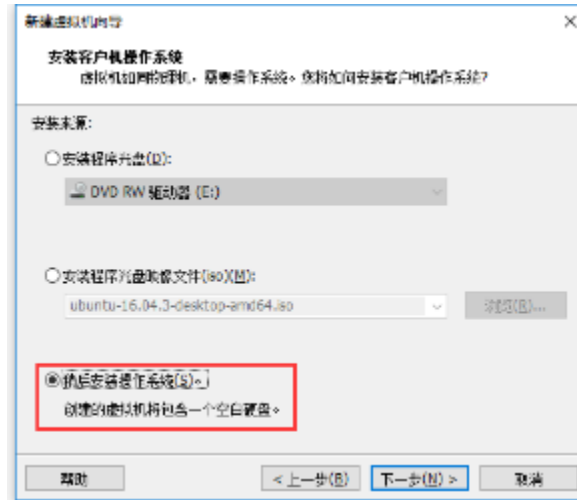 新建虚拟机向导
安装客户机操作系统
虚拟机如同物理机，需要操作系统。您将如何安装客户机操作系统?
安装来源:
安装程序光盘(D):
DVD RW 驱动器 (E:)
安装程序光盘映像文件(iso)(M):
ubuntu-16.04.3-desktop-amd64.iso
浏览(R)...
稍后安装操作系统(S)。
创建的虚拟机将包含一个空白硬盘。
帮助
< 上一步(B)
下一步(N) >
取消